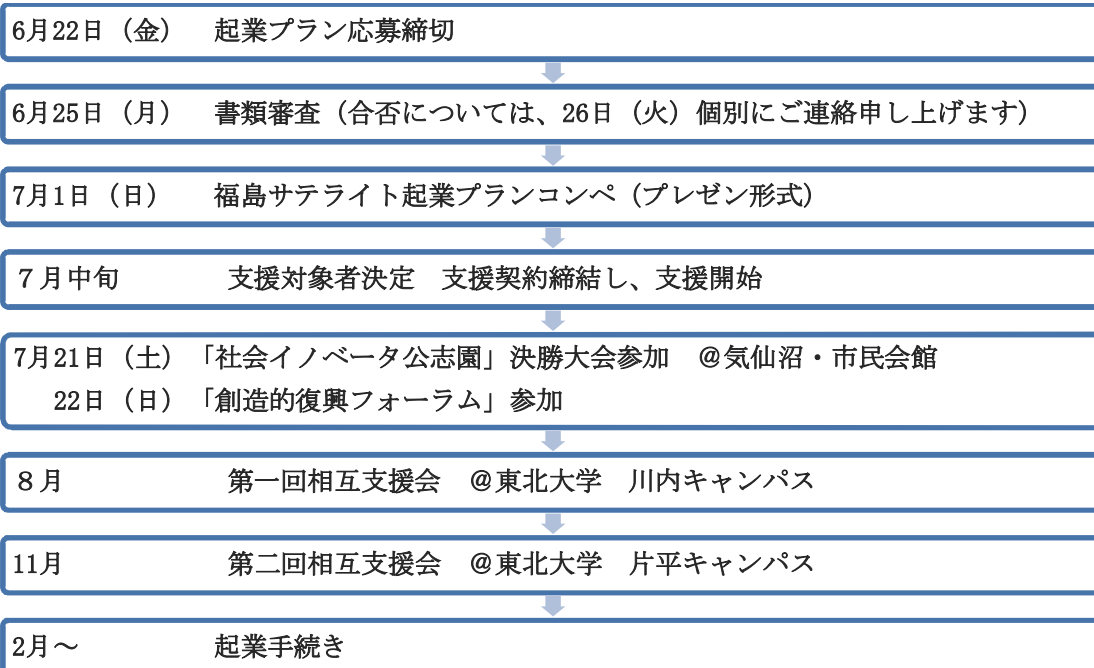 6月22日（金）　起業プラン応募締切
6月25日（月）　書類審査（合否については、26日（火）個別にご連絡申し上げます）
7月1日（日）　福島サテライト起業プランコンペ（プレゼン形式）
７月中旬　支援対象者決定　支援契約締結し、支援開始
7月21日（土）「社会イノベータ公志園」決勝大会参加　＠気仙沼・市民会館
22日（日）「創造的復興フォーラム」参加
８月　第一回相互支援会　＠東北大学　川内キャンパス
11月　第二回相互支援会　＠東北大学　片平キャンパス
2月～　起業手続き